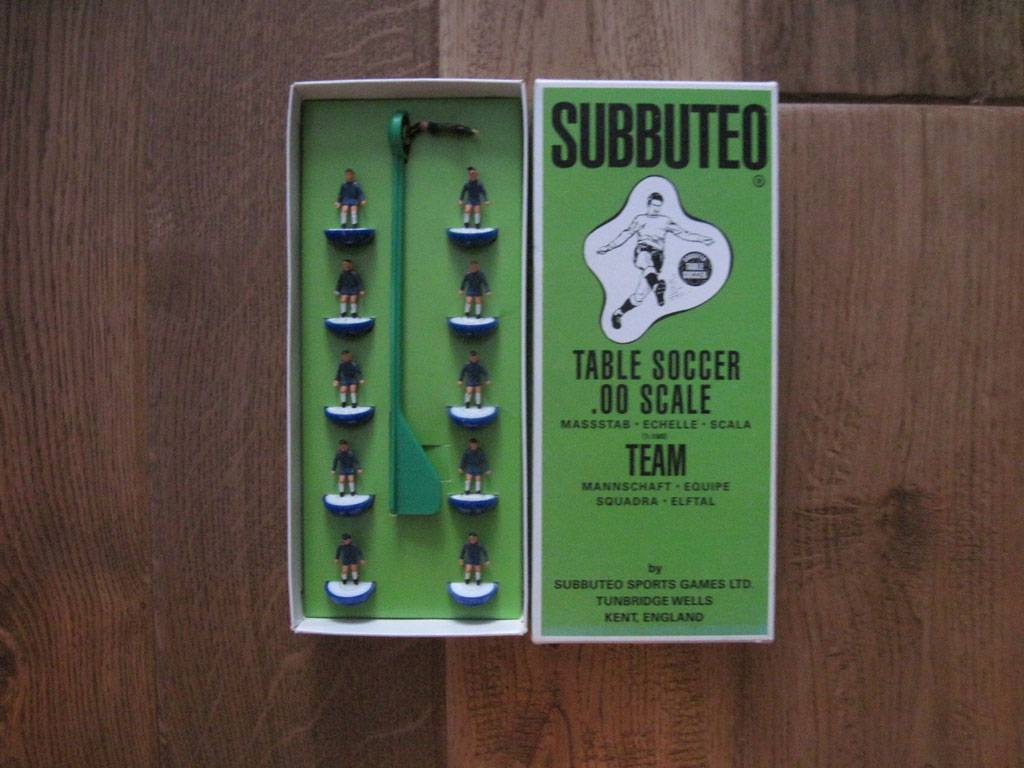 SUBBUTEO
®
TABLE SOCCER
.00 SCALE
MASSSTAB · ECHELLE · SCALA
TEAM
MANNSCHAFT · EQUIPE
SQUADRA · ELFTAL
by
SUBBUTEO SPORTS GAMES LTD.
TUNBRIDGE WELLS
KENT, ENGLAND